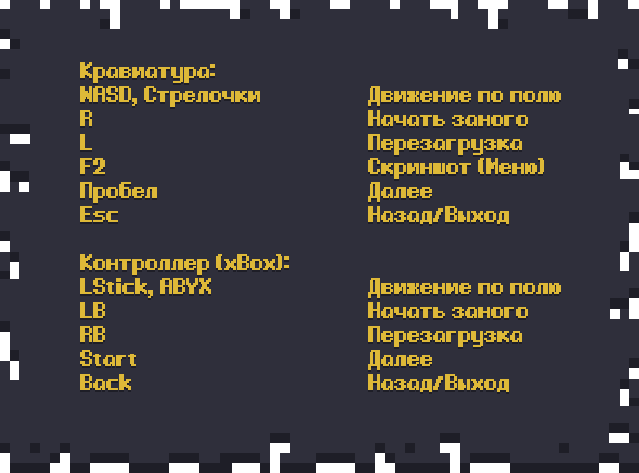 Кравиатура:
WASD, Стрелочки Движение по полю
R Начать заного
L Перезагрузка
F2 Скриншот (Меню)
Пробел Далее
Esc Назад/Выход
Контроллер (xBox):
LStick, ABYX Движение по полю
LB Начать заного
RB Перезагрузка
Start Далее
Back Назад/Выход